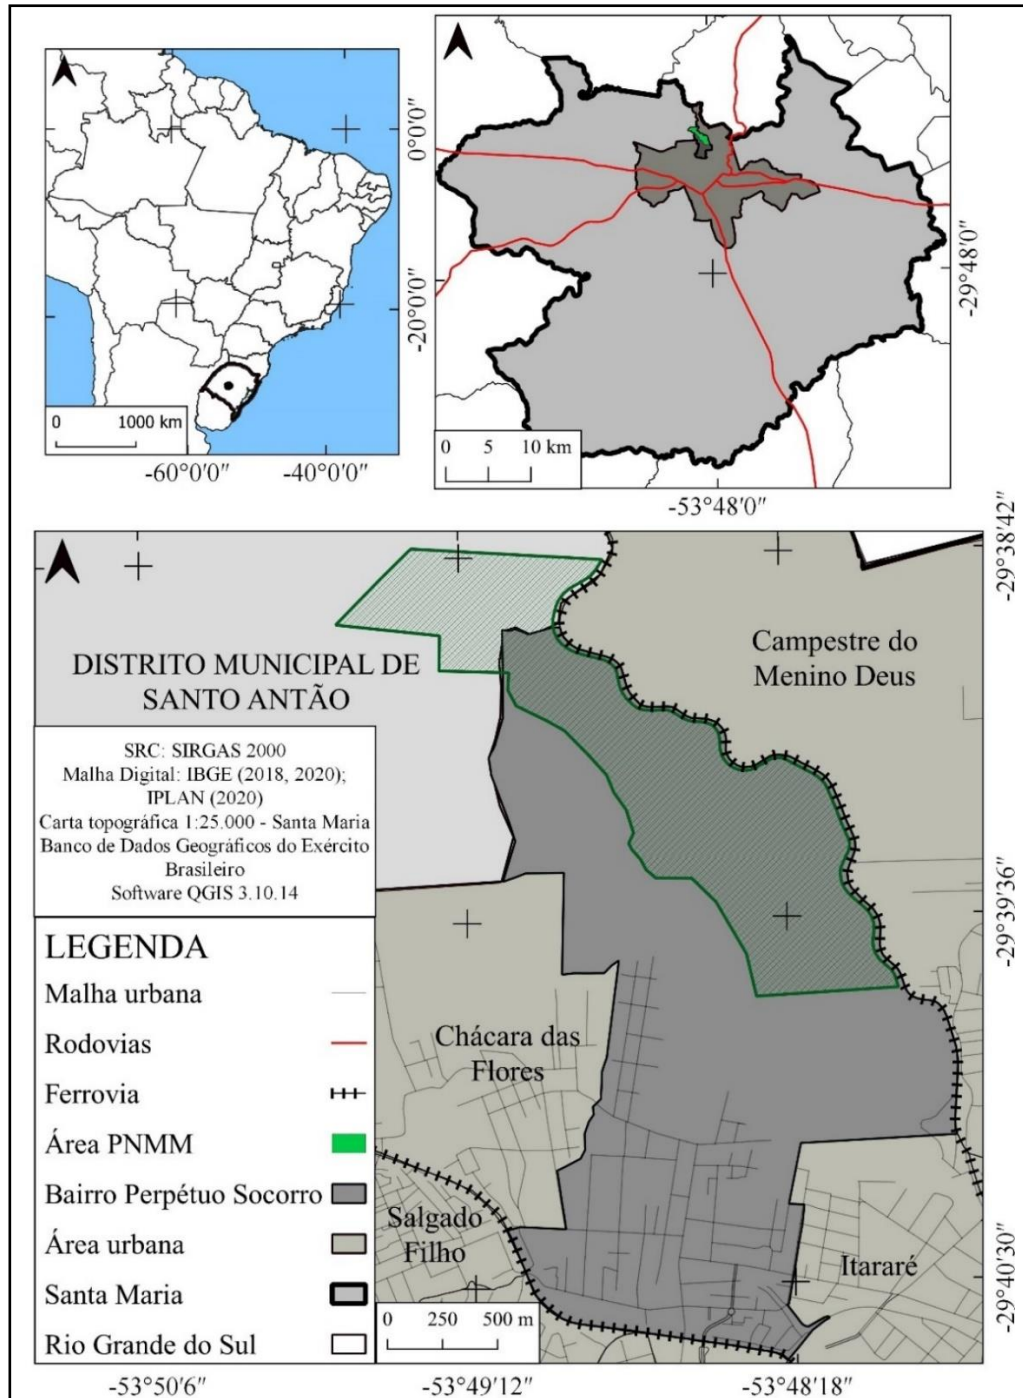 0°0'0"
-20°0'0"
0 1000 km
-60°0'0" -40°0'0"
-29°48'0"
0 5 10 km
-53°48'0"
-29°38'42"
Campestre do
Menino Deus
DISTRITO MUNICIPAL DE
SANTO ANTÃO
SRC: SIRGAS 2000
Malha Digital: IBGE (2018, 2020);
IPLAN (2020)
Carta topográfica 1:25.000 - Santa Maria
Banco de Dados Geográficos do Exército
Brasileiro
Software QGIS 3.10.14
-29°39'36"
LEGENDA
Malha urbana
Rodovias
Ferrovia
Área PNMM
Bairro Perpétuo Socorro
Área urbana
Santa Maria
Rio Grande do Sul
Chácara das
Flores
Salgado
Filho
Itararé
-29°40'30"
0 250 500 m
-53°50'6" -53°49'12" -53°48'18"